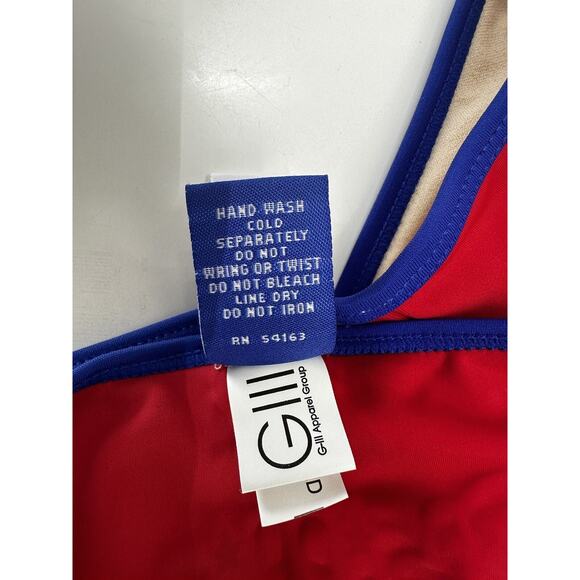 HAND WASH
COLD
SEPARATELY
DO NOT
WRING OR TWIST
DO NOT BLEACH
LINE DRY
DO NOT IRON
RN 54163
GIII
G-III Apparel Group
D